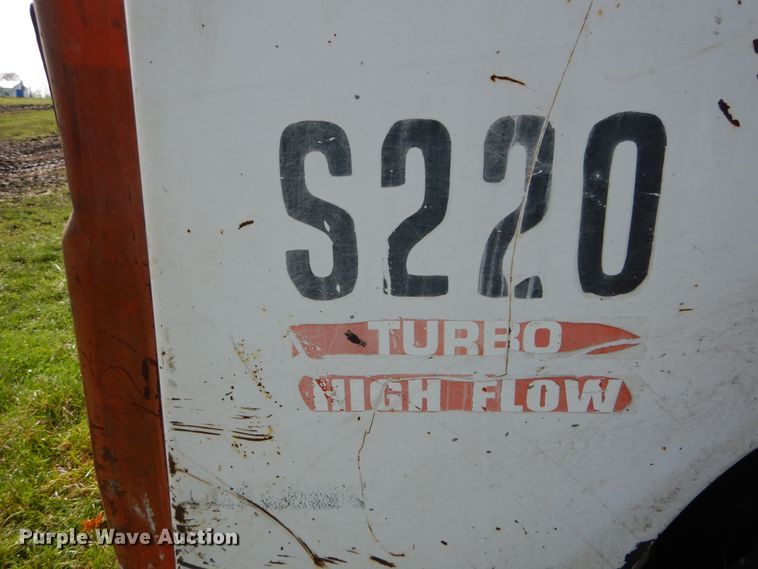 S220
TURBO
HIGH FLOW
Purple Wave Auction